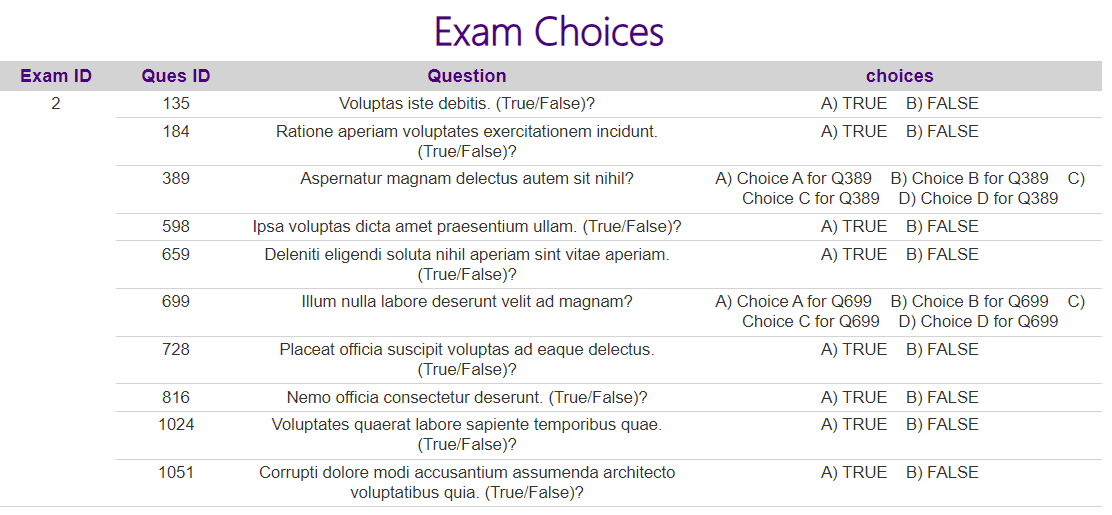 Exam Choices
Exam ID Ques ID Question choices
2 135 Voluptas iste debitis. (True/False)? A) TRUE B) FALSE
184 Ratione aperiam voluptates exercitationem incidunt. A) TRUE B) FALSE
(True/False)?
389 Aspernatur magnam delectus autem sit nihil? A) Choice A for Q389 B) Choice B for Q389 C)
Choice C for Q389 D) Choice D for Q389
598 Ipsa voluptas dicta amet praesentium ullam. (True/False)? A) TRUE B) FALSE
659 Deleniti eligendi soluta nihil aperiam sint vitae aperiam. A) TRUE B) FALSE
(True/False)?
699 Illum nulla labore deserunt velit ad magnam? A) Choice A for Q699 B) Choice B for Q699 C)
Choice C for Q699 D) Choice D for Q699
728 Placeat officia suscipit voluptas ad eaque delectus. A) TRUE B) FALSE
(True/False)?
816 Nemo officia consectetur deserunt. (True/False)? A) TRUE B) FALSE
1024 Voluptates quaerat labore sapiente temporibus quae. A) TRUE B) FALSE
(True/False)?
1051 Corrupti dolore modi accusantium assumenda architecto A) TRUE B) FALSE
voluptatibus quia. (True/False)?